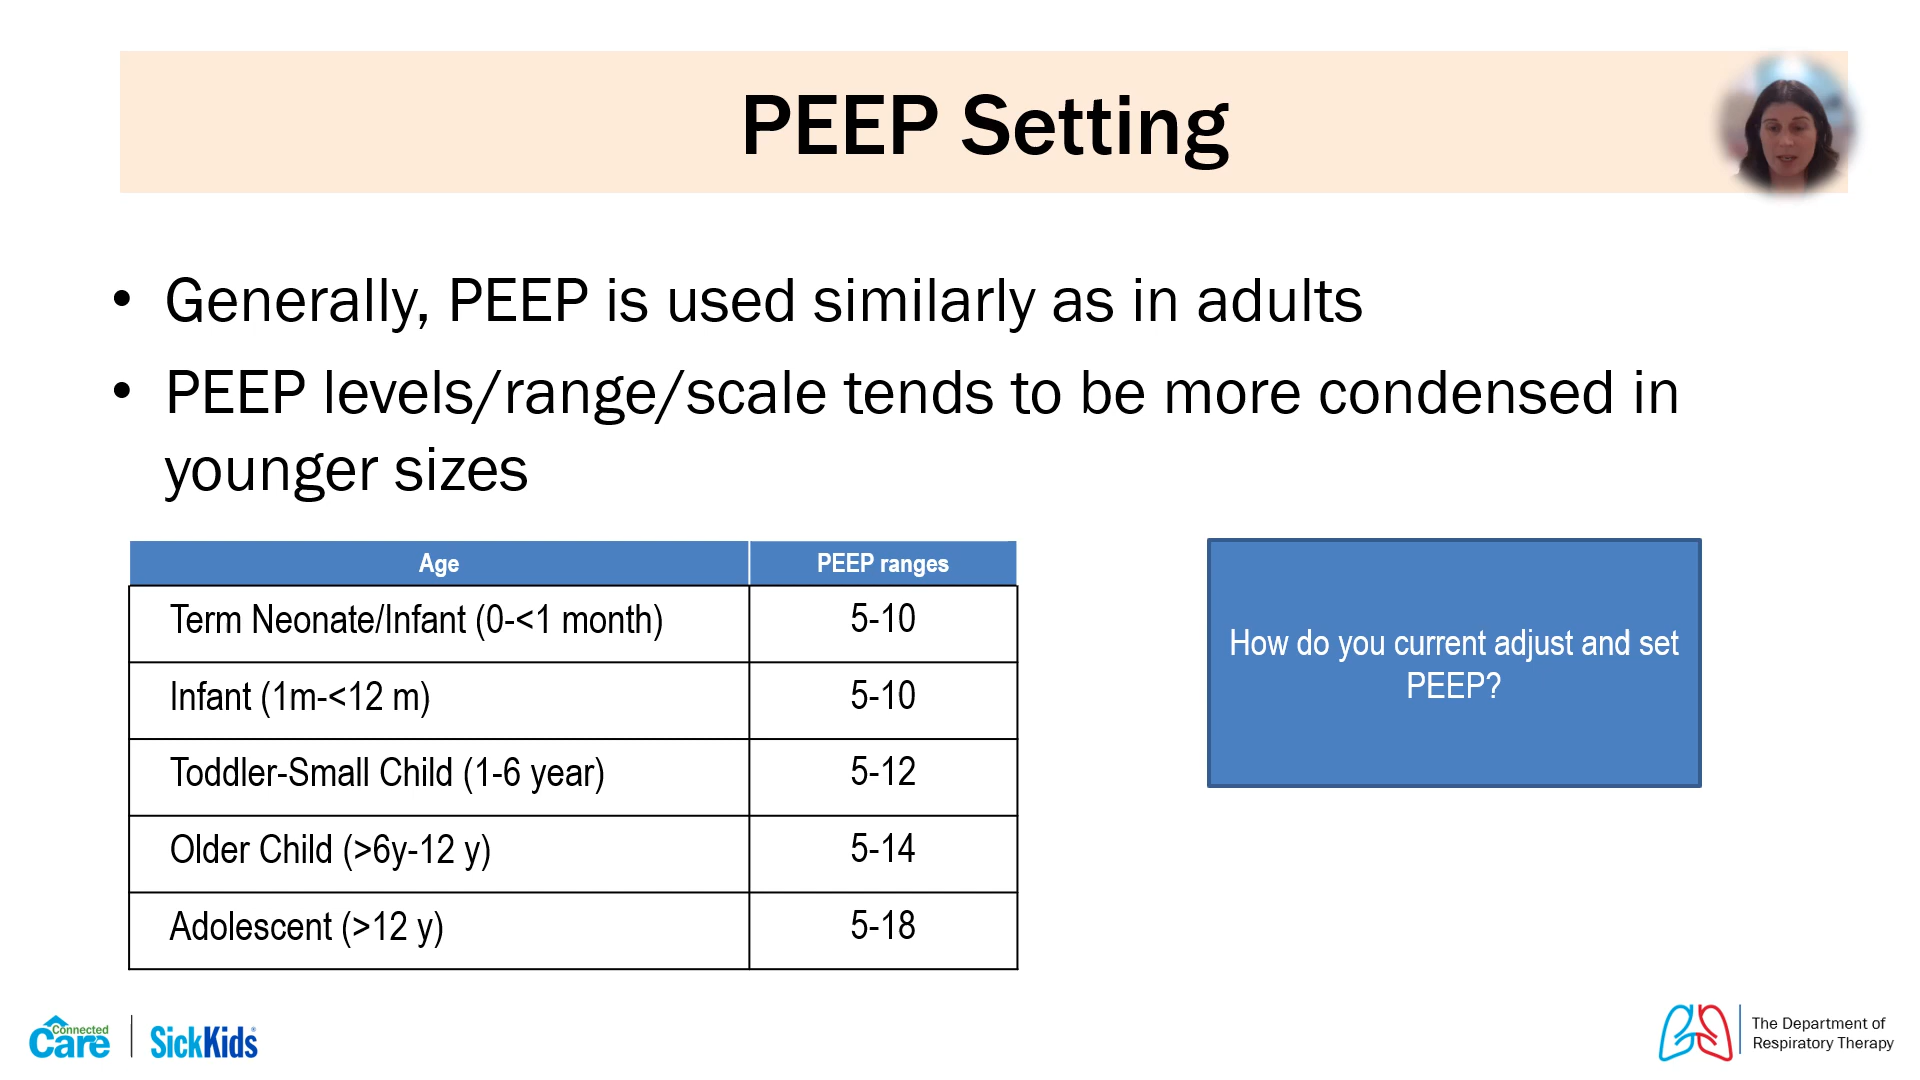 PEEP Setting
• Generally, PEEP is used similarly as in adults
• PEEP levels/range/scale tends to be more condensed in
younger sizes
Age PEEP ranges
Term Neonate/Infant (0-<1 month) 5-10
Infant (1m-<12 m) 5-10
Toddler-Small Child (1-6 year) 5-12
Older Child (>6y-12 y) 5-14
Adolescent (>12 y) 5-18
How do you current adjust and set
PEEP?
Connected
Care
SickKids®
The Department of
Respiratory Therapy